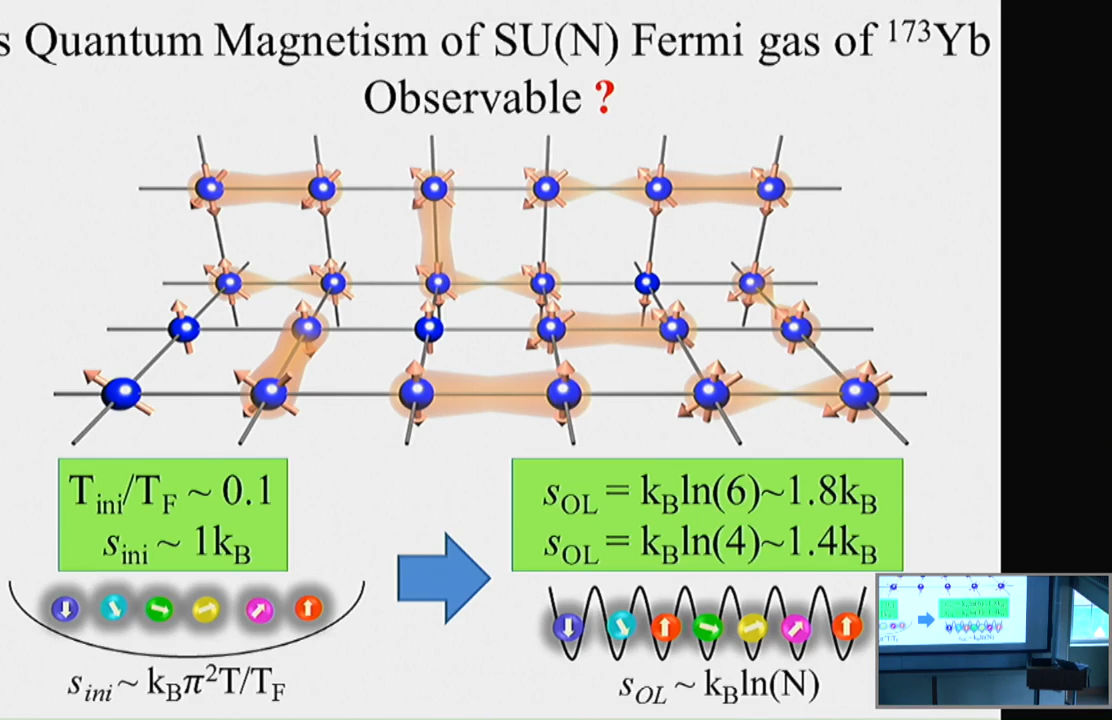 s Quantum Magnetism of SU(N) Fermi gas of ¹⁷³Yb
Observable ?
T_ini/T_F ~ 0.1
s_ini ~ 1k_B
s_OL = k_Bln(6)~1.8k_B
s_OL = k_Bln(4)~1.4k_B
s_ini ~ k_Bπ²T/T_F
s_OL ~ k_Bln(N)